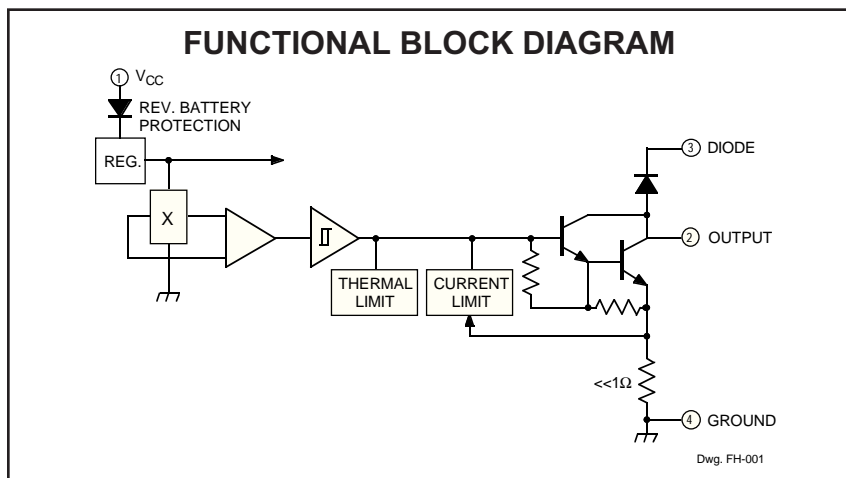 FUNCTIONAL BLOCK DIAGRAM
1 VCC
REV. BATTERY
PROTECTION
REG.
X
THERMAL
LIMIT
CURRENT
LIMIT
3 DIODE
2 OUTPUT
<<1Ω
4 GROUND
Dwg. FH-001